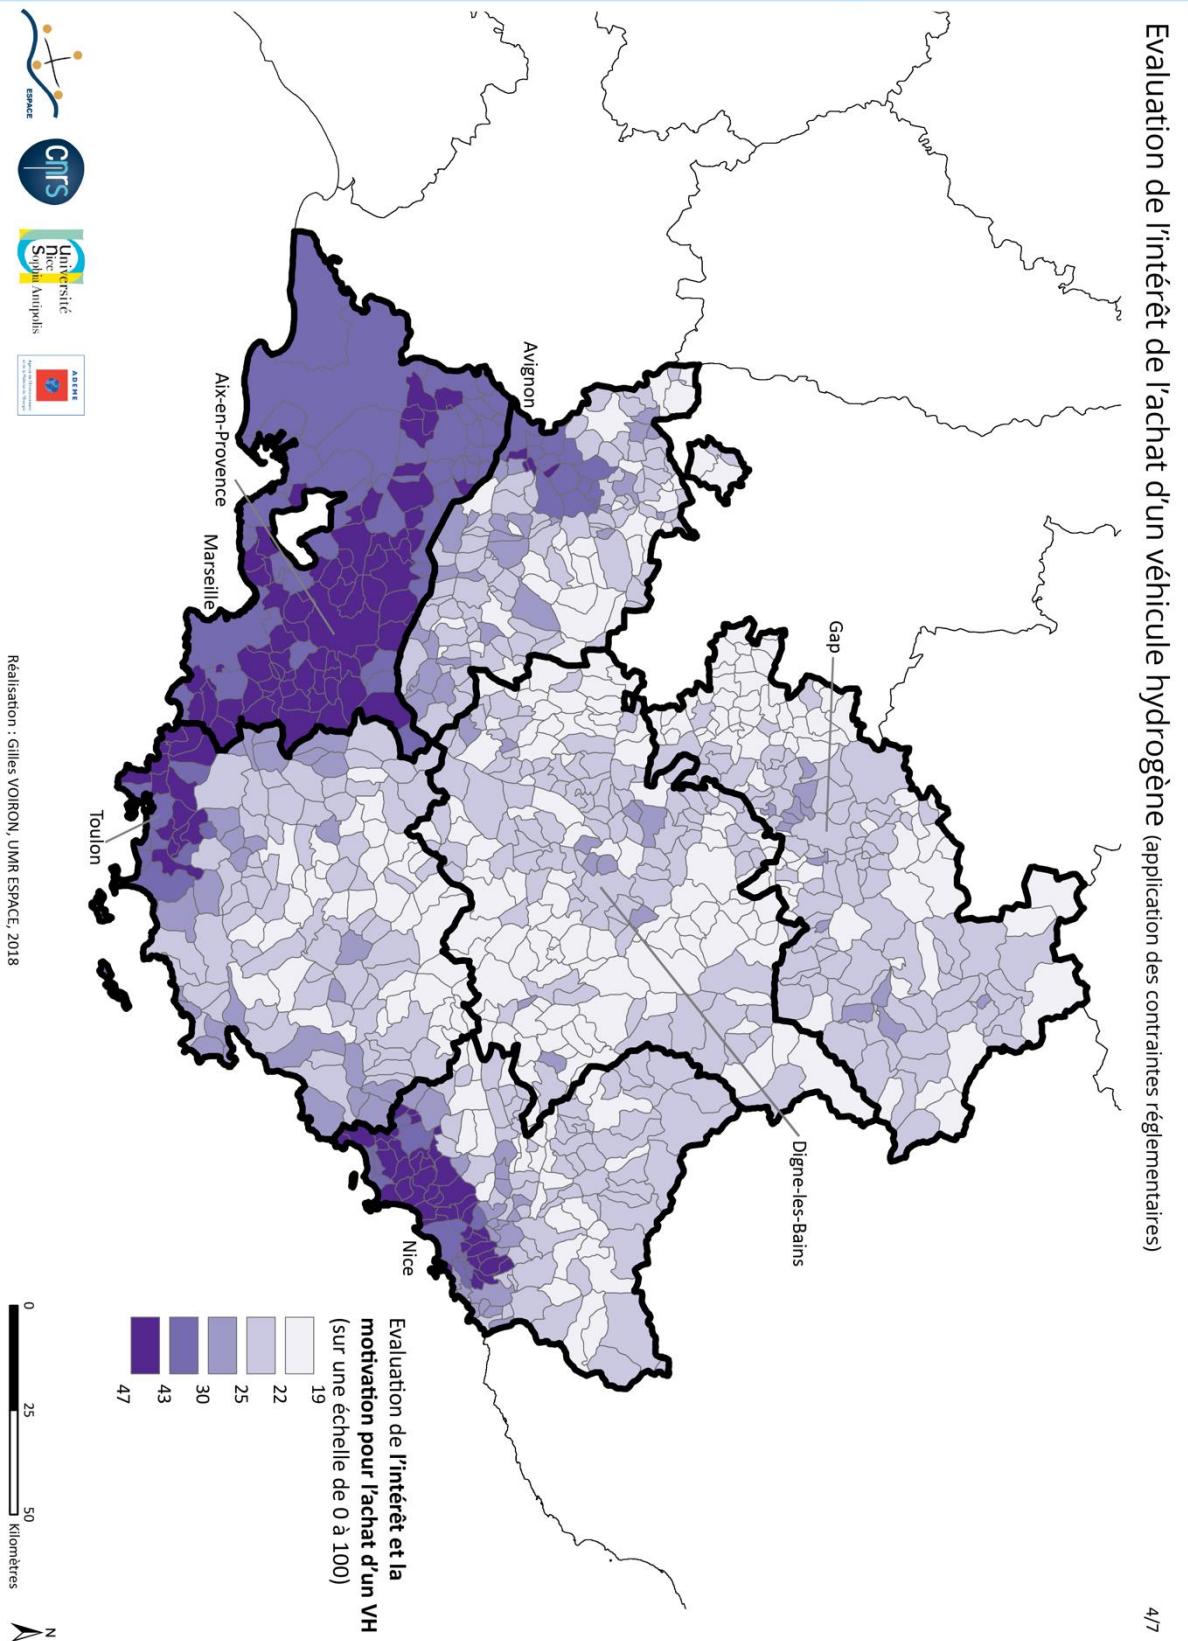 Evaluation de l'intérêt de l'achat d'un véhicule hydrogène (application des contraintes réglementaires)
4/7
Gap
Digne-les-Bains
Avignon
Aix-en-Provence
Marseille
Toulon
Nice
Evaluation de l'intérêt et la
motivation pour l'achat d'un VH
(sur une échelle de 0 à 100)
19
22
25
30
43
47
0
25
50
Kilomètres
N
ESPACE
cnrs
Université
nice
Sophia Antipolis
ADEME
Réalisation : Gilles VOIRON, UMR ESPACE, 2018